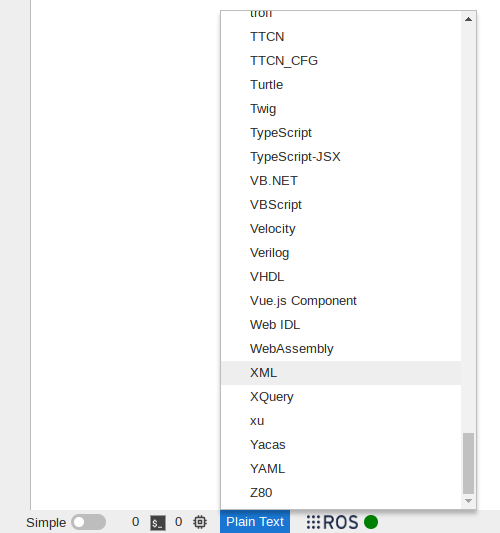 troff
TTCN
TTCN_CFG
Turtle
Twig
TypeScript
TypeScript-JSX
VB.NET
VBScript
Velocity
Verilog
VHDL
Vue.js Component
Web IDL
WebAssembly
XML
XQuery
xu
Yacas
YAML
Z80
Simple 0 $_ 0 Plain Text ROS